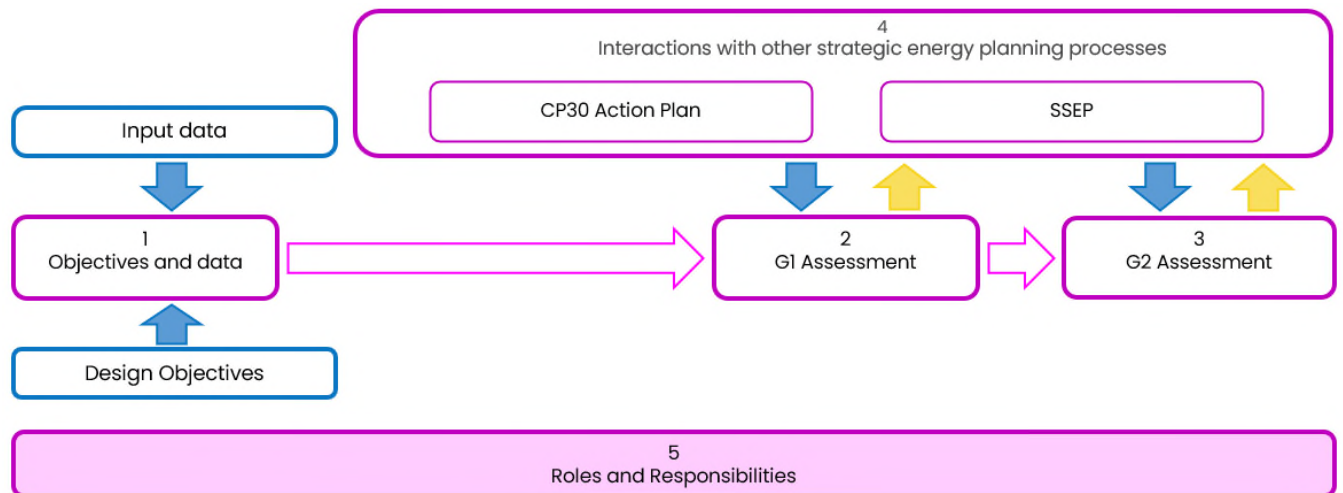 4
Interactions with other strategic energy planning processes
CP30 Action Plan
SSEP
Input data
1
Objectives and data
2
G1 Assessment
3
G2 Assessment
Design Objectives
5
Roles and Responsibilities